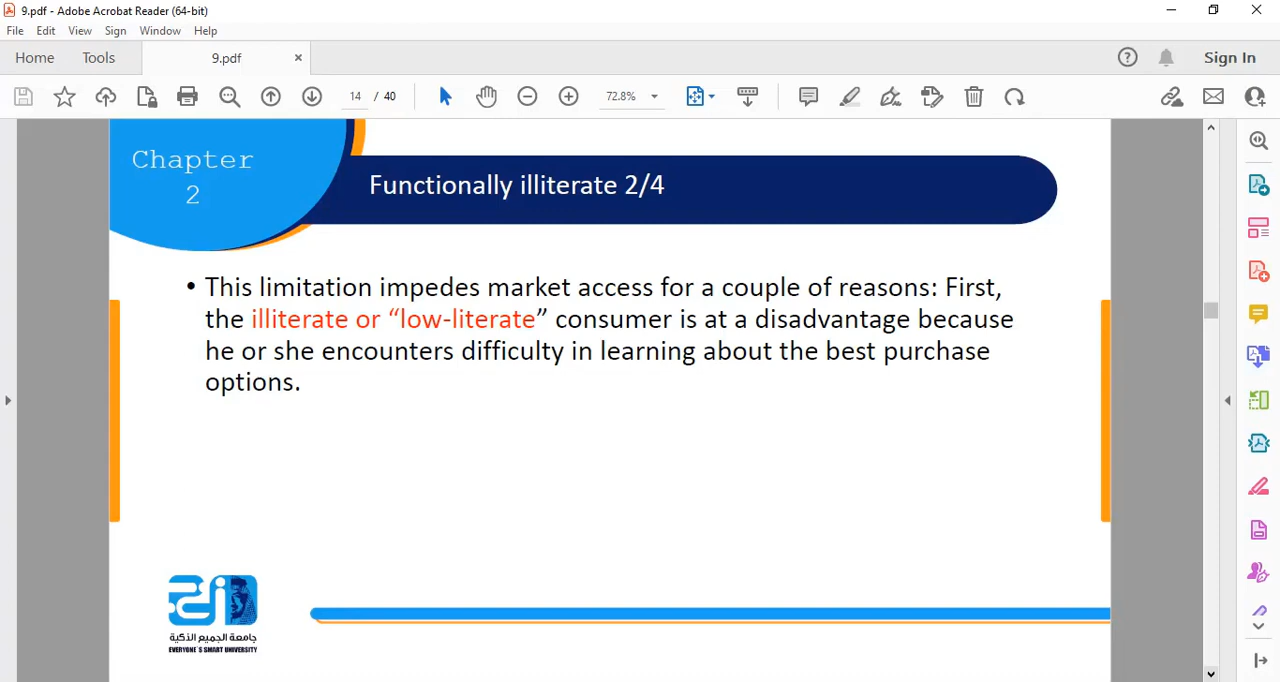 9.pdf - Adobe Acrobat Reader (64-bit)
File Edit View Sign Window Help
Home Tools 9.pdf Sign In
14 / 40 72.8%
Chapter
2
Functionally illiterate 2/4
• This limitation impedes market access for a couple of reasons: First,
the illiterate or “low-literate” consumer is at a disadvantage because
he or she encounters difficulty in learning about the best purchase
options.
جامعة الجميع الذكية
EVERYONE`S SMART UNIVERSITY